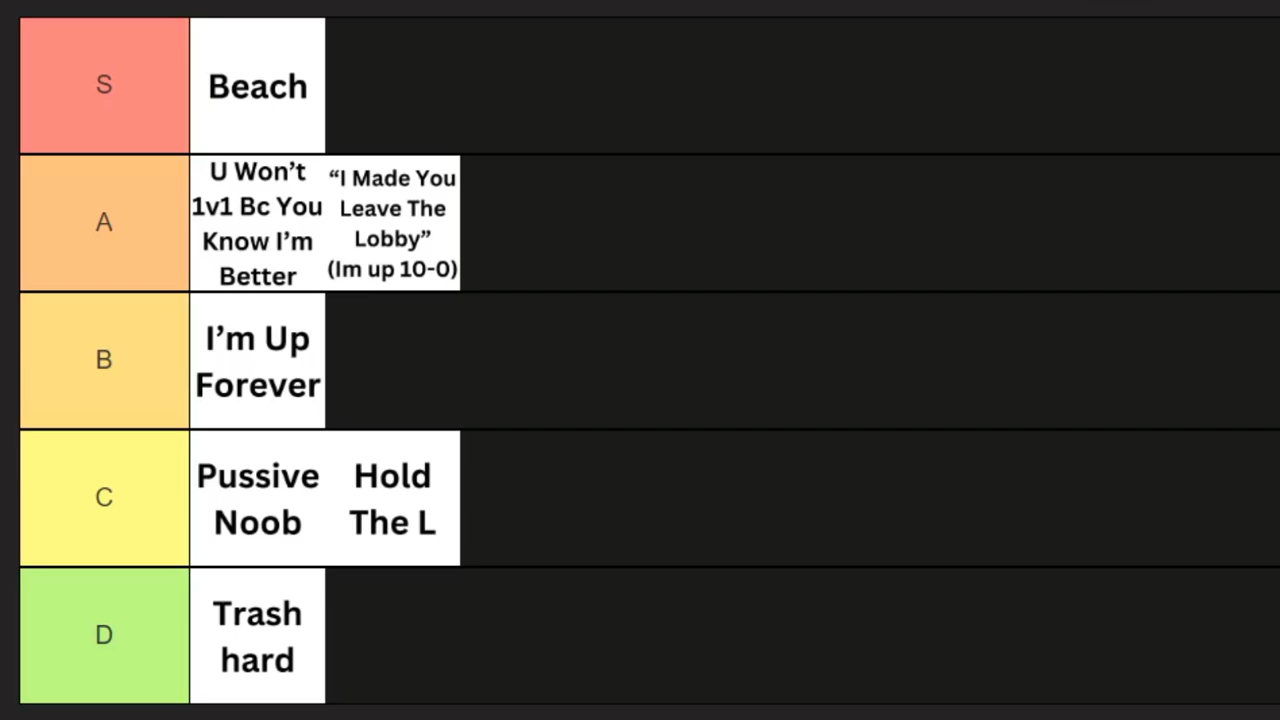 S
Beach
A
U Won’t
1v1 Bc You
Know I’m
Better
“I Made You
Leave The
Lobby”
(Im up 10-0)
B
I’m Up
Forever
C
Pussive
Noob
Hold
The L
D
Trash
hard